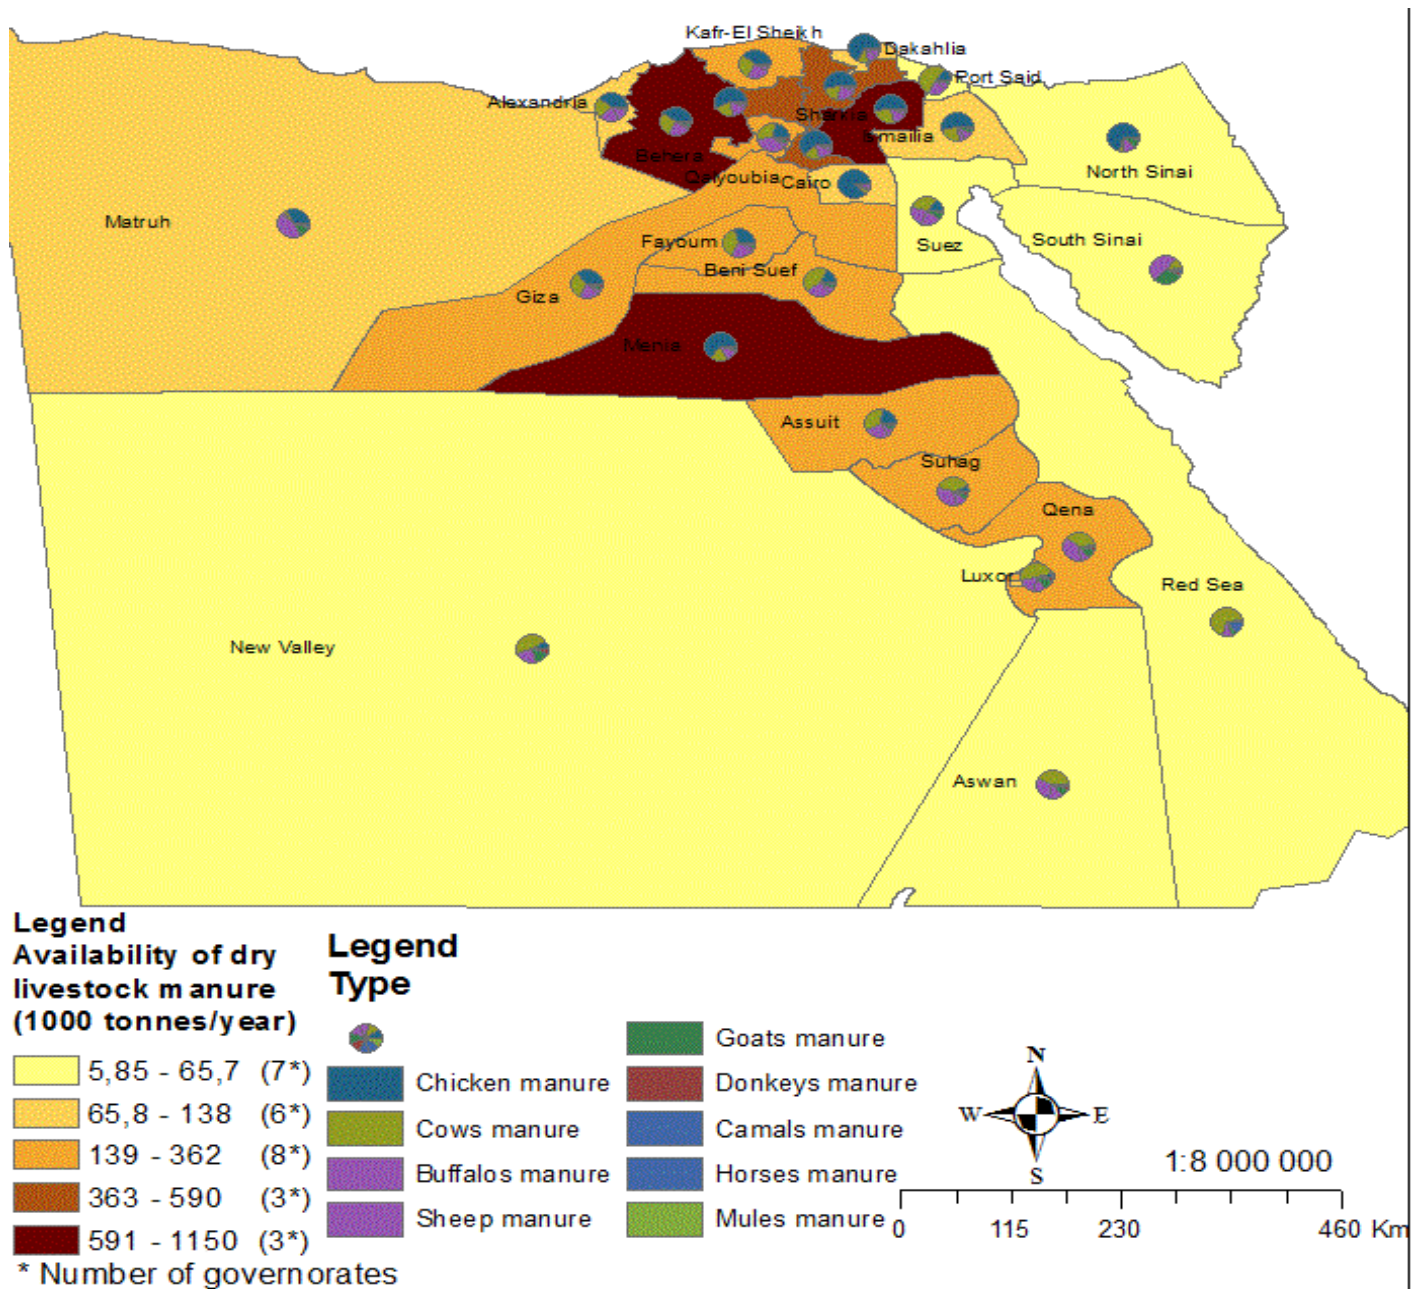 Kafr-El Sheikh
Dakahlia
Port Said
Alexandria
Sharkia
Ismailia
Behera
North Sinai
Qalyoubia
Cairo
Matruh
Fayoum
Suez
South Sinai
Beni Suef
Giza
Menia
Assuit
Suhag
Qena
Luxor
Red Sea
New Valley
Aswan
Legend
Availability of dry
livestock manure
(1000 tonnes/year)
5,85 - 65,7 (7*)
65,8 - 138 (6*)
139 - 362 (8*)
363 - 590 (3*)
591 - 1150 (3*)
* Number of governorates
Legend
Type
Chicken manure
Cows manure
Buffalos manure
Sheep manure
Goats manure
Donkeys manure
Camals manure
Horses manure
Mules manure
N
W E
S
1:8 000 000
0 115 230 460 Km